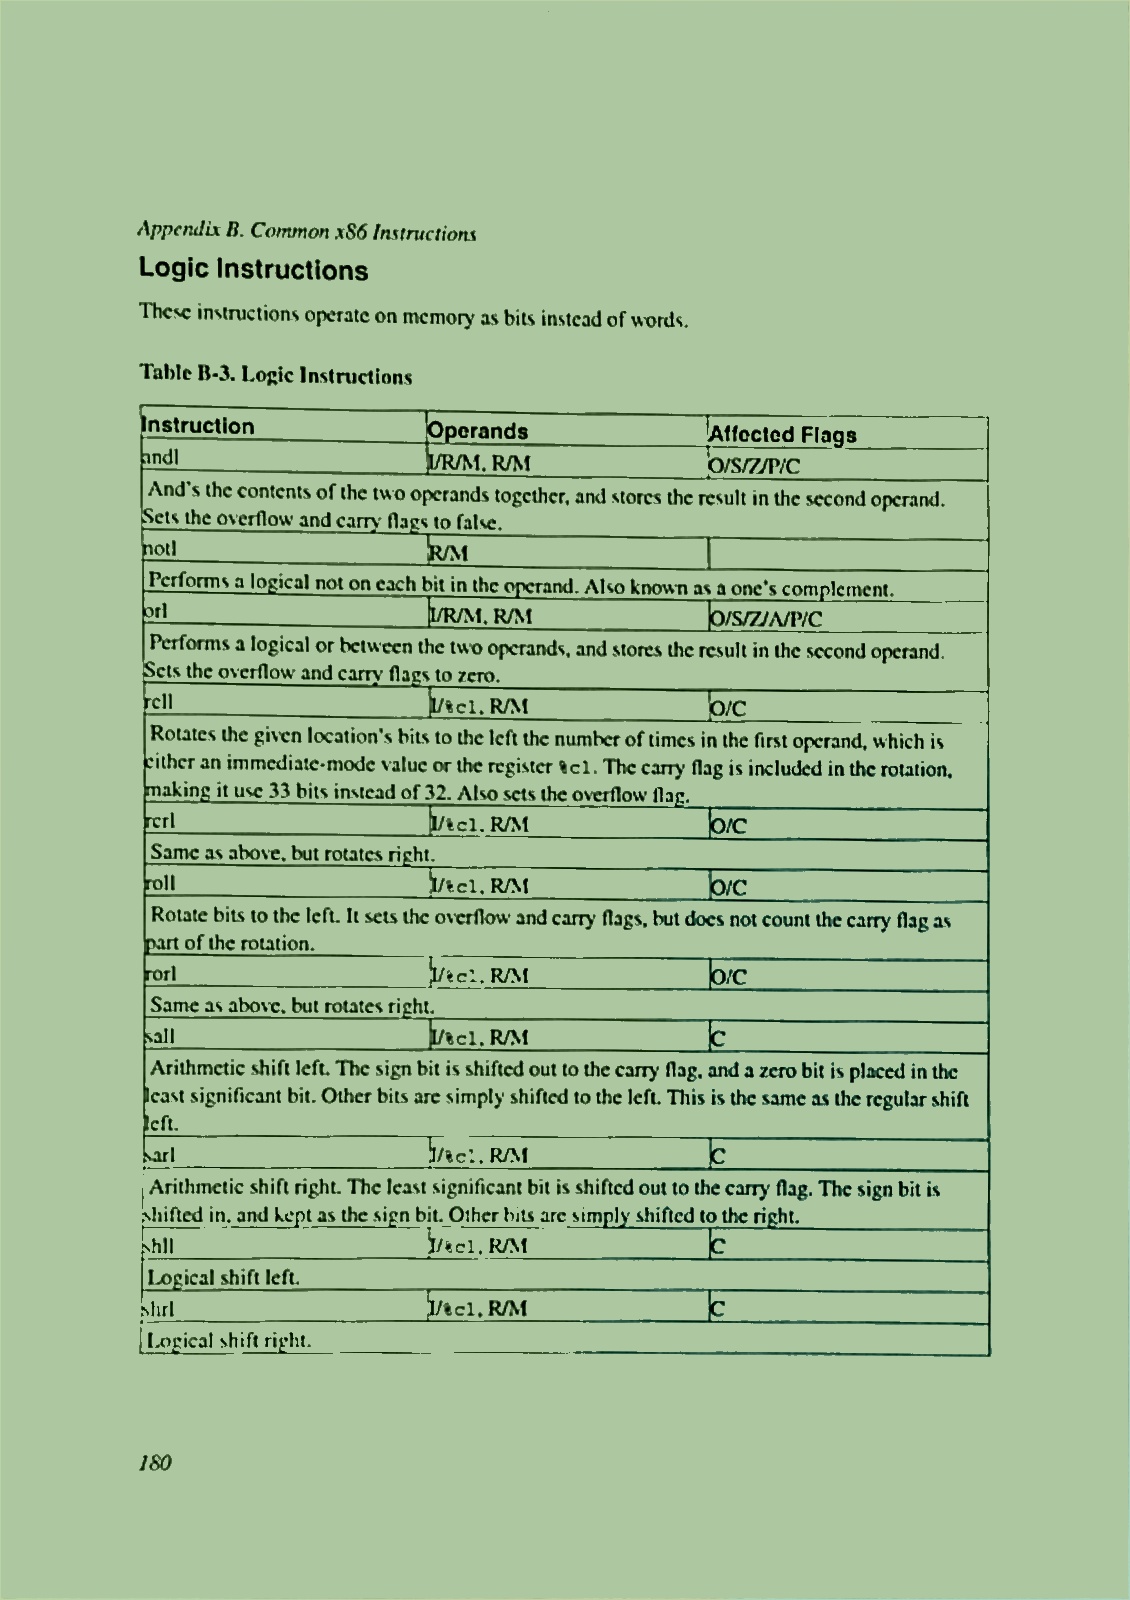 Appendix B. Common x86 Instructions
Logic Instructions
These instructions operate on memory as bits instead of words.
Table B-3. Logic Instructions
Instruction Operands Affected Flags
andl I/R/M, R/M O/S/Z/P/C
And's the contents of the two operands together, and stores the result in the second operand.
Sets the overflow and carry flags to false.
notl R/M
Performs a logical not on each bit in the operand. Also known as a one's complement.
orl I/R/M, R/M O/S/Z/A/P/C
Performs a logical or between the two operands, and stores the result in the second operand.
Sets the overflow and carry flags to zero.
rcll I/%cl, R/M O/C
Rotates the given location's bits to the left the number of times in the first operand, which is
either an immediate-mode value or the register %cl. The carry flag is included in the rotation,
making it use 33 bits instead of 32. Also sets the overflow flag.
rcrl I/%cl, R/M O/C
Same as above, but rotates right.
roll I/%cl, R/M O/C
Rotate bits to the left. It sets the overflow and carry flags, but does not count the carry flag as
part of the rotation.
rorl I/%cl, R/M O/C
Same as above, but rotates right.
sall I/%cl, R/M C
Arithmetic shift left. The sign bit is shifted out to the carry flag, and a zero bit is placed in the
least significant bit. Other bits are simply shifted to the left. This is the same as the regular shift
left.
sarl I/%cl, R/M C
Arithmetic shift right. The least significant bit is shifted out to the carry flag. The sign bit is
shifted in, and kept as the sign bit. Other bits are simply shifted to the right.
shll I/%cl, R/M C
Logical shift left.
shrl I/%cl, R/M C
Logical shift right.
180